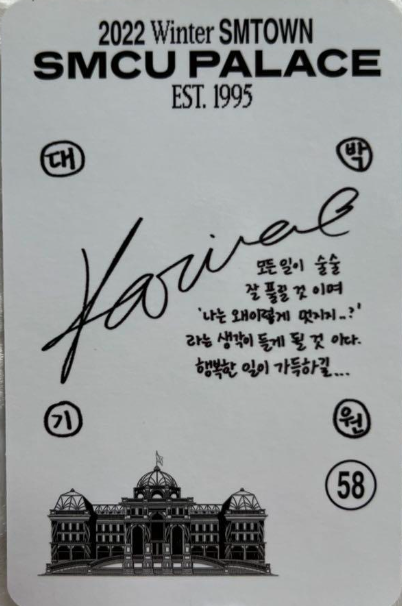 2022 Winter SMTOWN
SMCU PALACE
EST. 1995
대 박
Karina
모든 일이 술술
잘 풀릴 것 이며
'나는 왜이렇게 멋지지..?'
라는 생각이 들게 될 것 이다.
행복한 일이 가득하길...
기 원
58